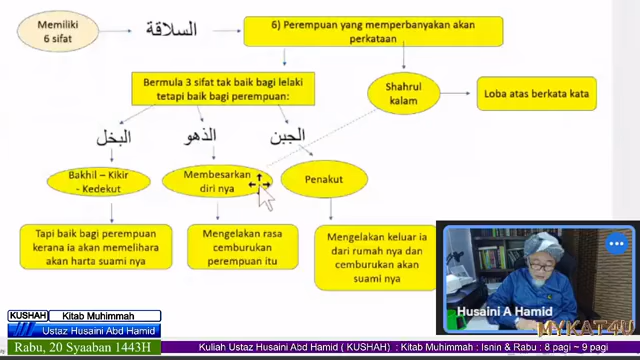 Memiliki
6 sifat
السلاقة
6) Perempuan yang memperbanyakan akan
perkataan
Bermula 3 sifat tak baik bagi lelaki
tetapi baik bagi perempuan:
Shahrul
kalam
Loba atas berkata kata
البخل
الذهو
الجبن
Bakhil – Kikir
- Kedekut
Membesarkan
diri nya
Penakut
Tapi baik bagi perempuan
kerana ia akan memelihara
akan harta suami nya
Mengelakan rasa
cemburukan
perempuan itu
Mengelakan keluar ia
dari rumah nya dan
cemburukan akan
suami nya
Husaini A Hamid
MYKAT4U
KUSHAH Kitab Muhimmah
Ustaz Husaini Abd Hamid
Rabu, 20 Syaaban 1443H
Kuliah Ustaz Husaini Abd Hamid ( KUSHAH ) : Kitab Muhimmah : Isnin & Rabu : 8 pagi ~ 9 pagi